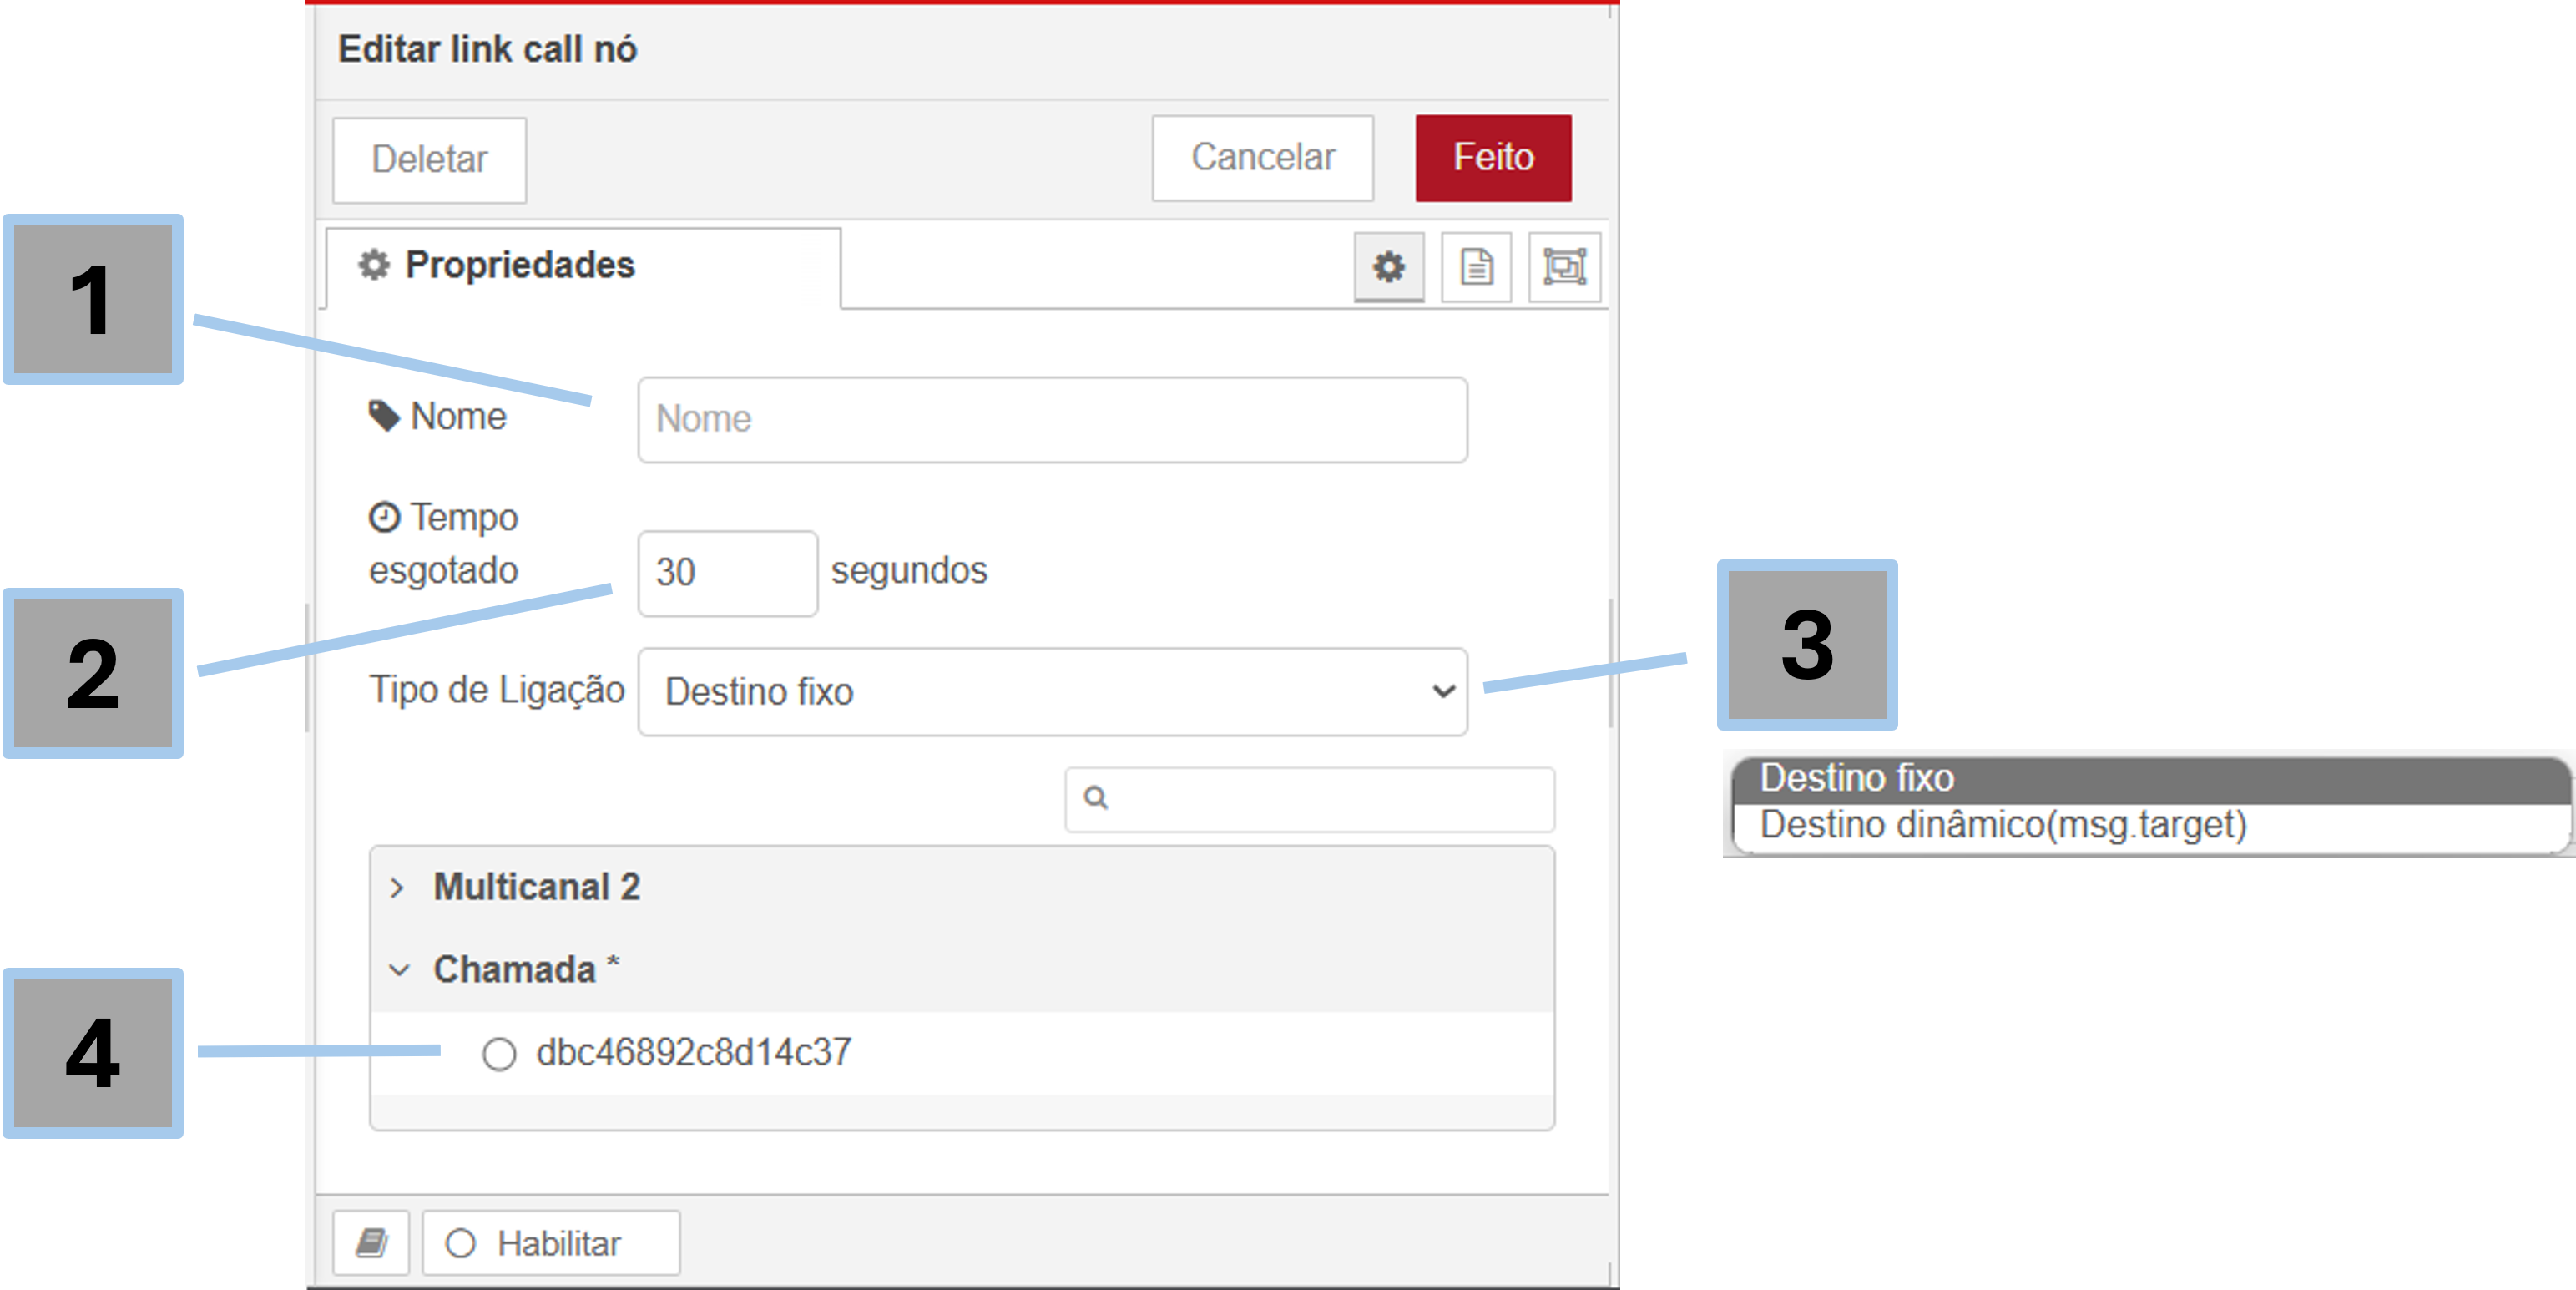 Editar link call nó
Deletar
Cancelar
Feito
1
Propriedades
Nome
Nome
Tempo
esgotado
30
segundos
2
Tipo de Ligação
Destino fixo
3
Destino fixo
Destino dinâmico(msg.target)
Multicanal 2
Chamada *
4
dbc46892c8d14c37
Habilitar